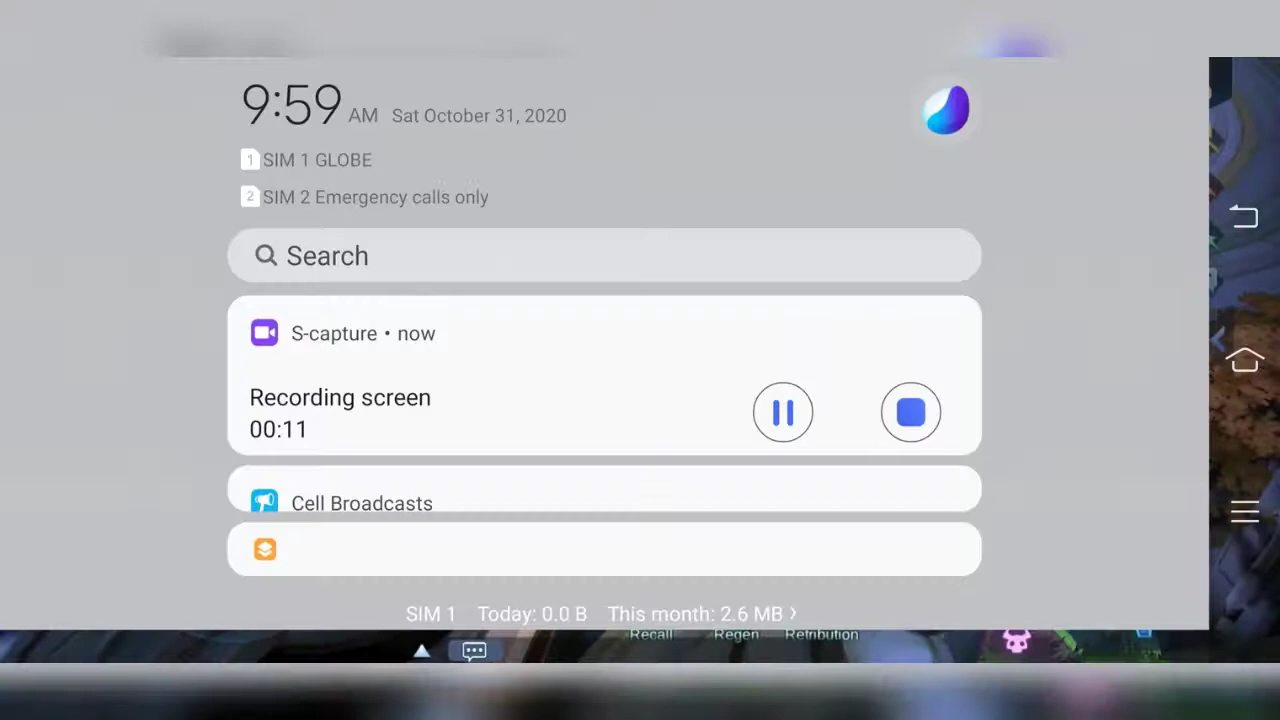 9:59 AM Sat October 31, 2020
1 SIM 1 GLOBE
2 SIM 2 Emergency calls only
Search
S-capture • now
Recording screen
00:11
Cell Broadcasts
SIM 1 Today: 0.0 B This month: 2.6 MB
Recall Regen Retribution